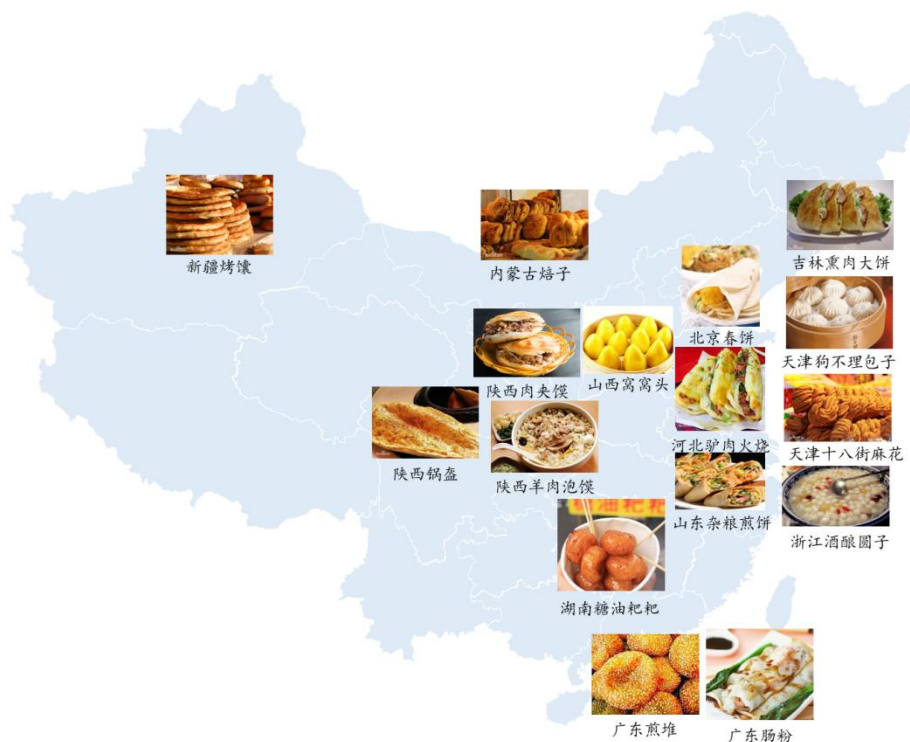 新疆烤馕
内蒙古焙子
吉林熏肉大饼
北京春饼
天津狗不理包子
陕西肉夹馍
山西窝窝头
河北驴肉火烧
天津十八街麻花
陕西锅盔
陕西羊肉泡馍
山东杂粮煎饼
浙江酒酿圆子
糖油粑粑
湖南糖油粑粑
广东煎堆
广东肠粉